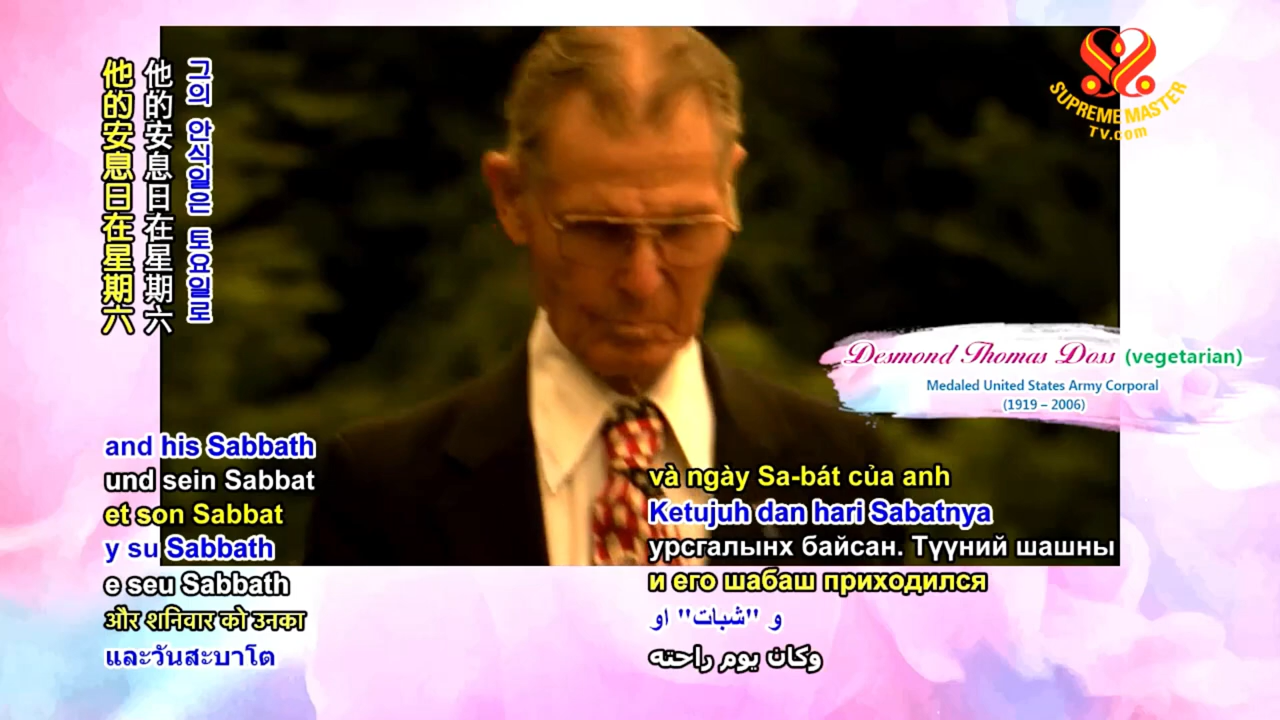 他的安息日在星期六
他的安息日在星期六
그의 안식일은 토요일로
SUPREME MASTER
TV.com
Desmond Thomas Doss (vegetarian)
Medaled United States Army Corporal
(1919 – 2006)
and his Sabbath
und sein Sabbat
et son Sabbat
y su Sabbath
e seu Sabbath
और शनिवार को उनका
และวันสะบาโต
và ngày Sa-bát của anh
Ketujuh dan hari Sabatnya
урсгалынх байсан. Түүний шашны
и его шабаш приходился
و "شبات" او
وكان يوم راحته